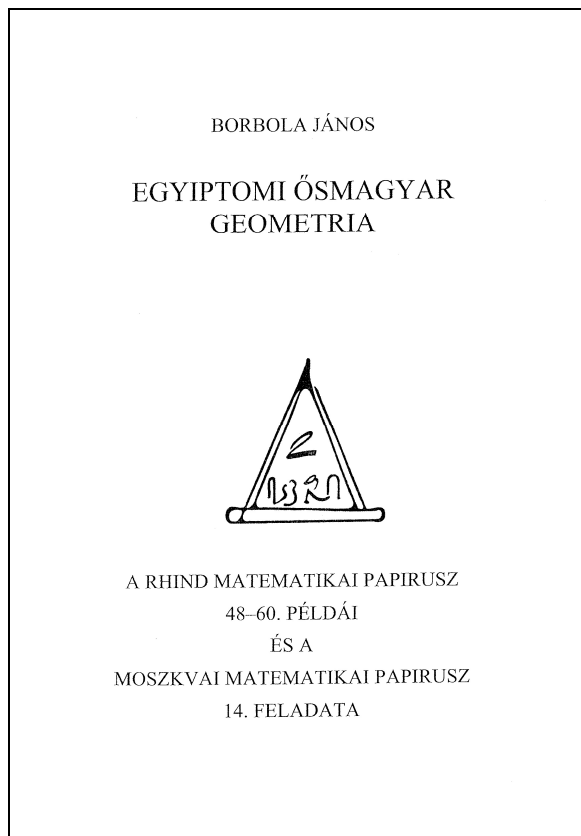 BORBOLA JÁNOS
EGYIPTOMI ŐSMAGYAR
GEOMETRIA
A RHIND MATEMATIKAI PAPIRUSZ
48–60. PÉLDÁI
ÉS A
MOSZKVAI MATEMATIKAI PAPIRUSZ
14. FELADATA